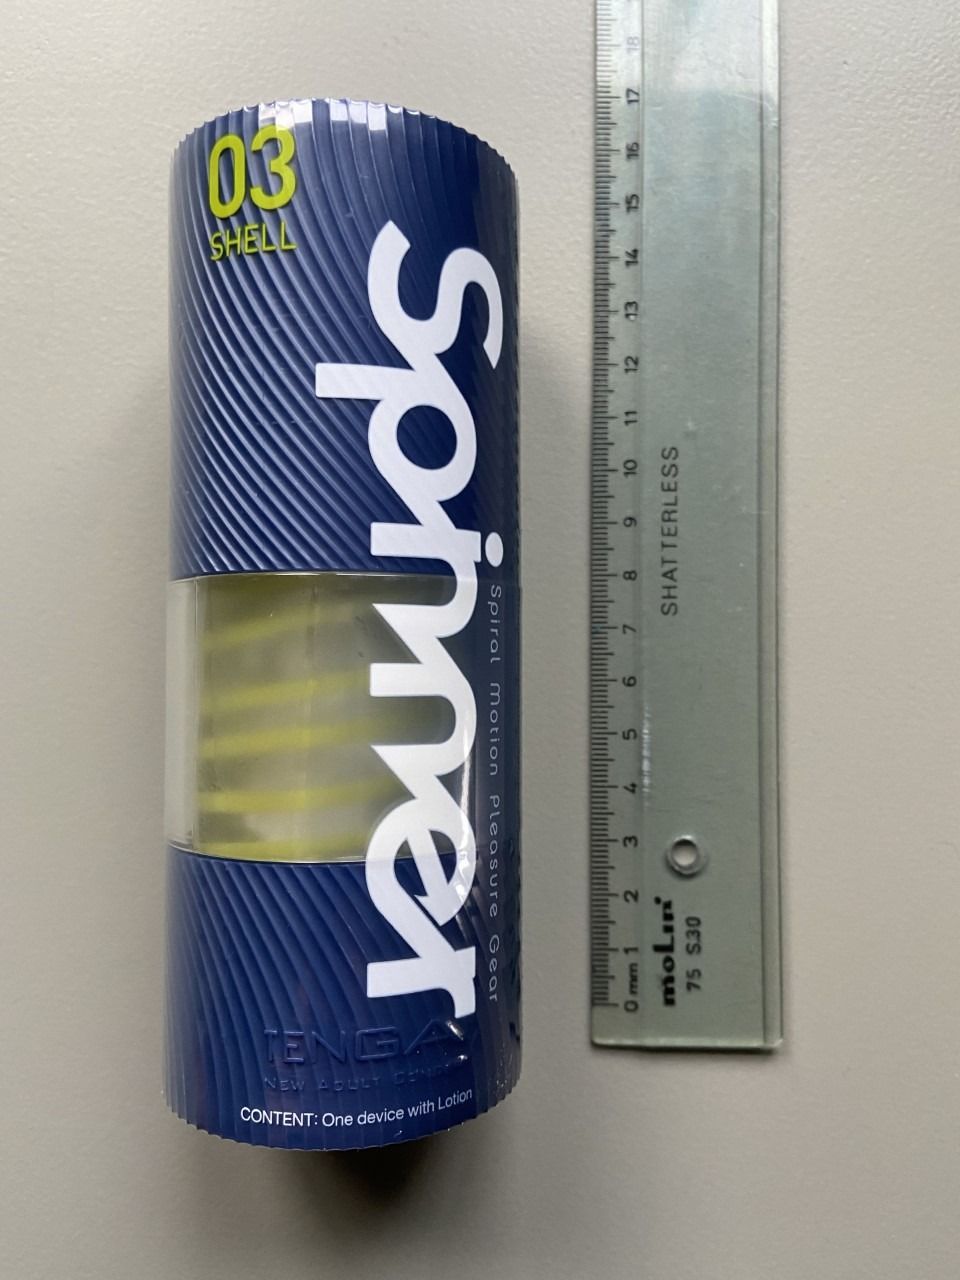 03
SHELL
Spinner
Spiral Motion Pleasure Gear
TENGA
NEW ADULT
CONTENT: One device with Lotion
18
17
16
15
14
13
12
11
10
9
8
7
6
5
4
3
2
1
0 mm
SHATTERLESS
moLin
75 S.30